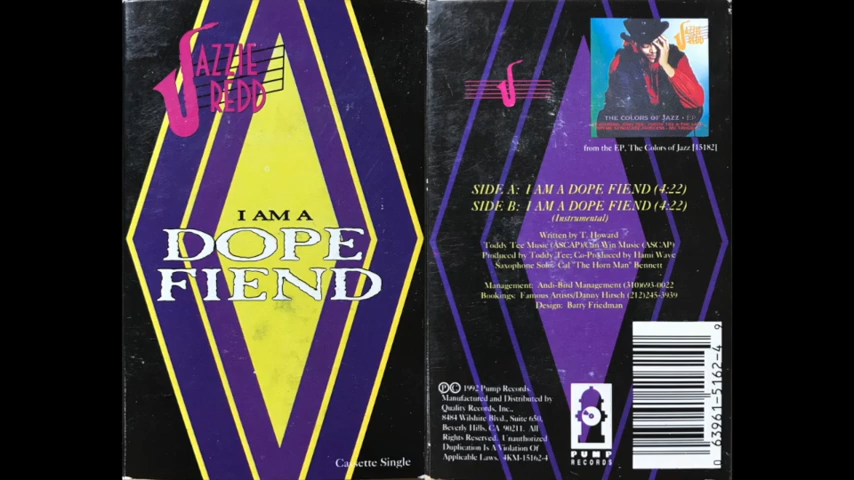 JAZZIE
REDD
I AM A
DOPE
FIEND
Cassette Single
JAZZIE
REDD
THE COLORS OF JAZZ • EP
from the EP, The Colors of Jazz [15182]
SIDE A: I AM A DOPE FIEND (4:22)
SIDE B: I AM A DOPE FIEND (4:22)
(Instrumental)
Written by T. Howard
Toddy Tee Music (ASCAP)/Can Win Music (ASCAP)
Produced by Toddy Tee; Co-Produced by Hami Wave
Saxophone Solo: Cal "The Horn Man" Bennett
Management: Andi-Bird Management (310)693-0022
Bookings: Famous Artists/Danny Hirsch (212)245-3939
Design: Barry Friedman
Ⓟ© 1992 Pump Records.
Manufactured and Distributed by
Quality Records, Inc.,
8484 Wilshire Blvd., Suite 650,
Beverly Hills, CA 90211. All
Rights Reserved. Unauthorized
Duplication Is A Violation Of
Applicable Laws. 4KM-15162-4
PUMP
RECORDS
0 63961-5162-4 9